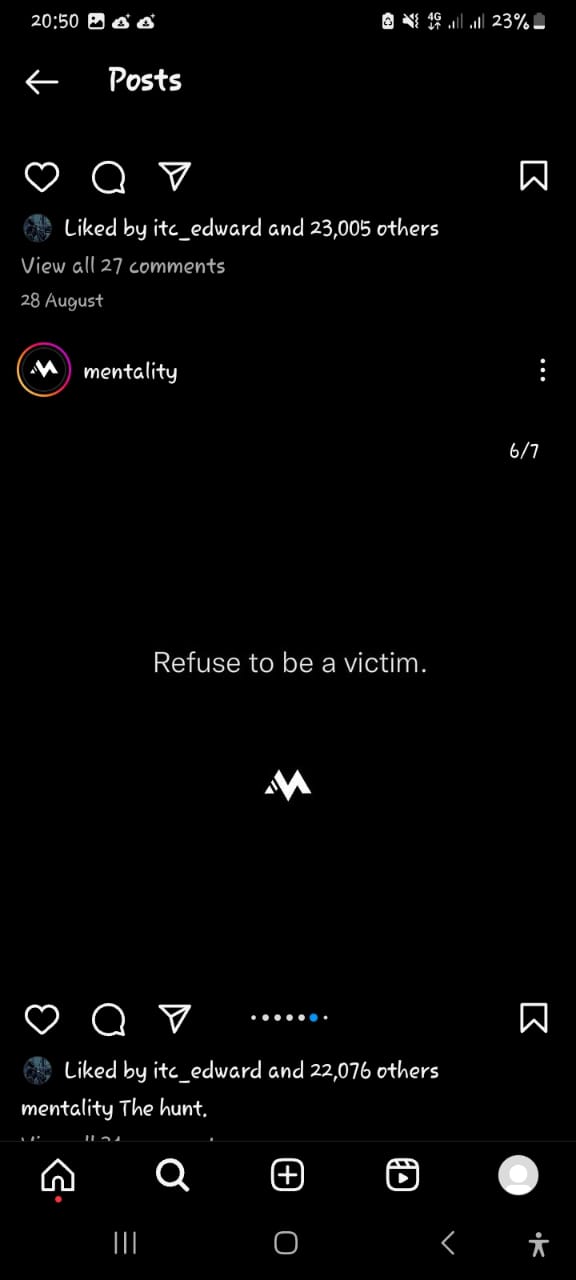 20:50 4G 23%
Posts
Liked by itc_edward and 23,005 others
View all 27 comments
28 August
mentality
6/7
Refuse to be a victim.
Liked by itc_edward and 22,076 others
mentality The hunt.